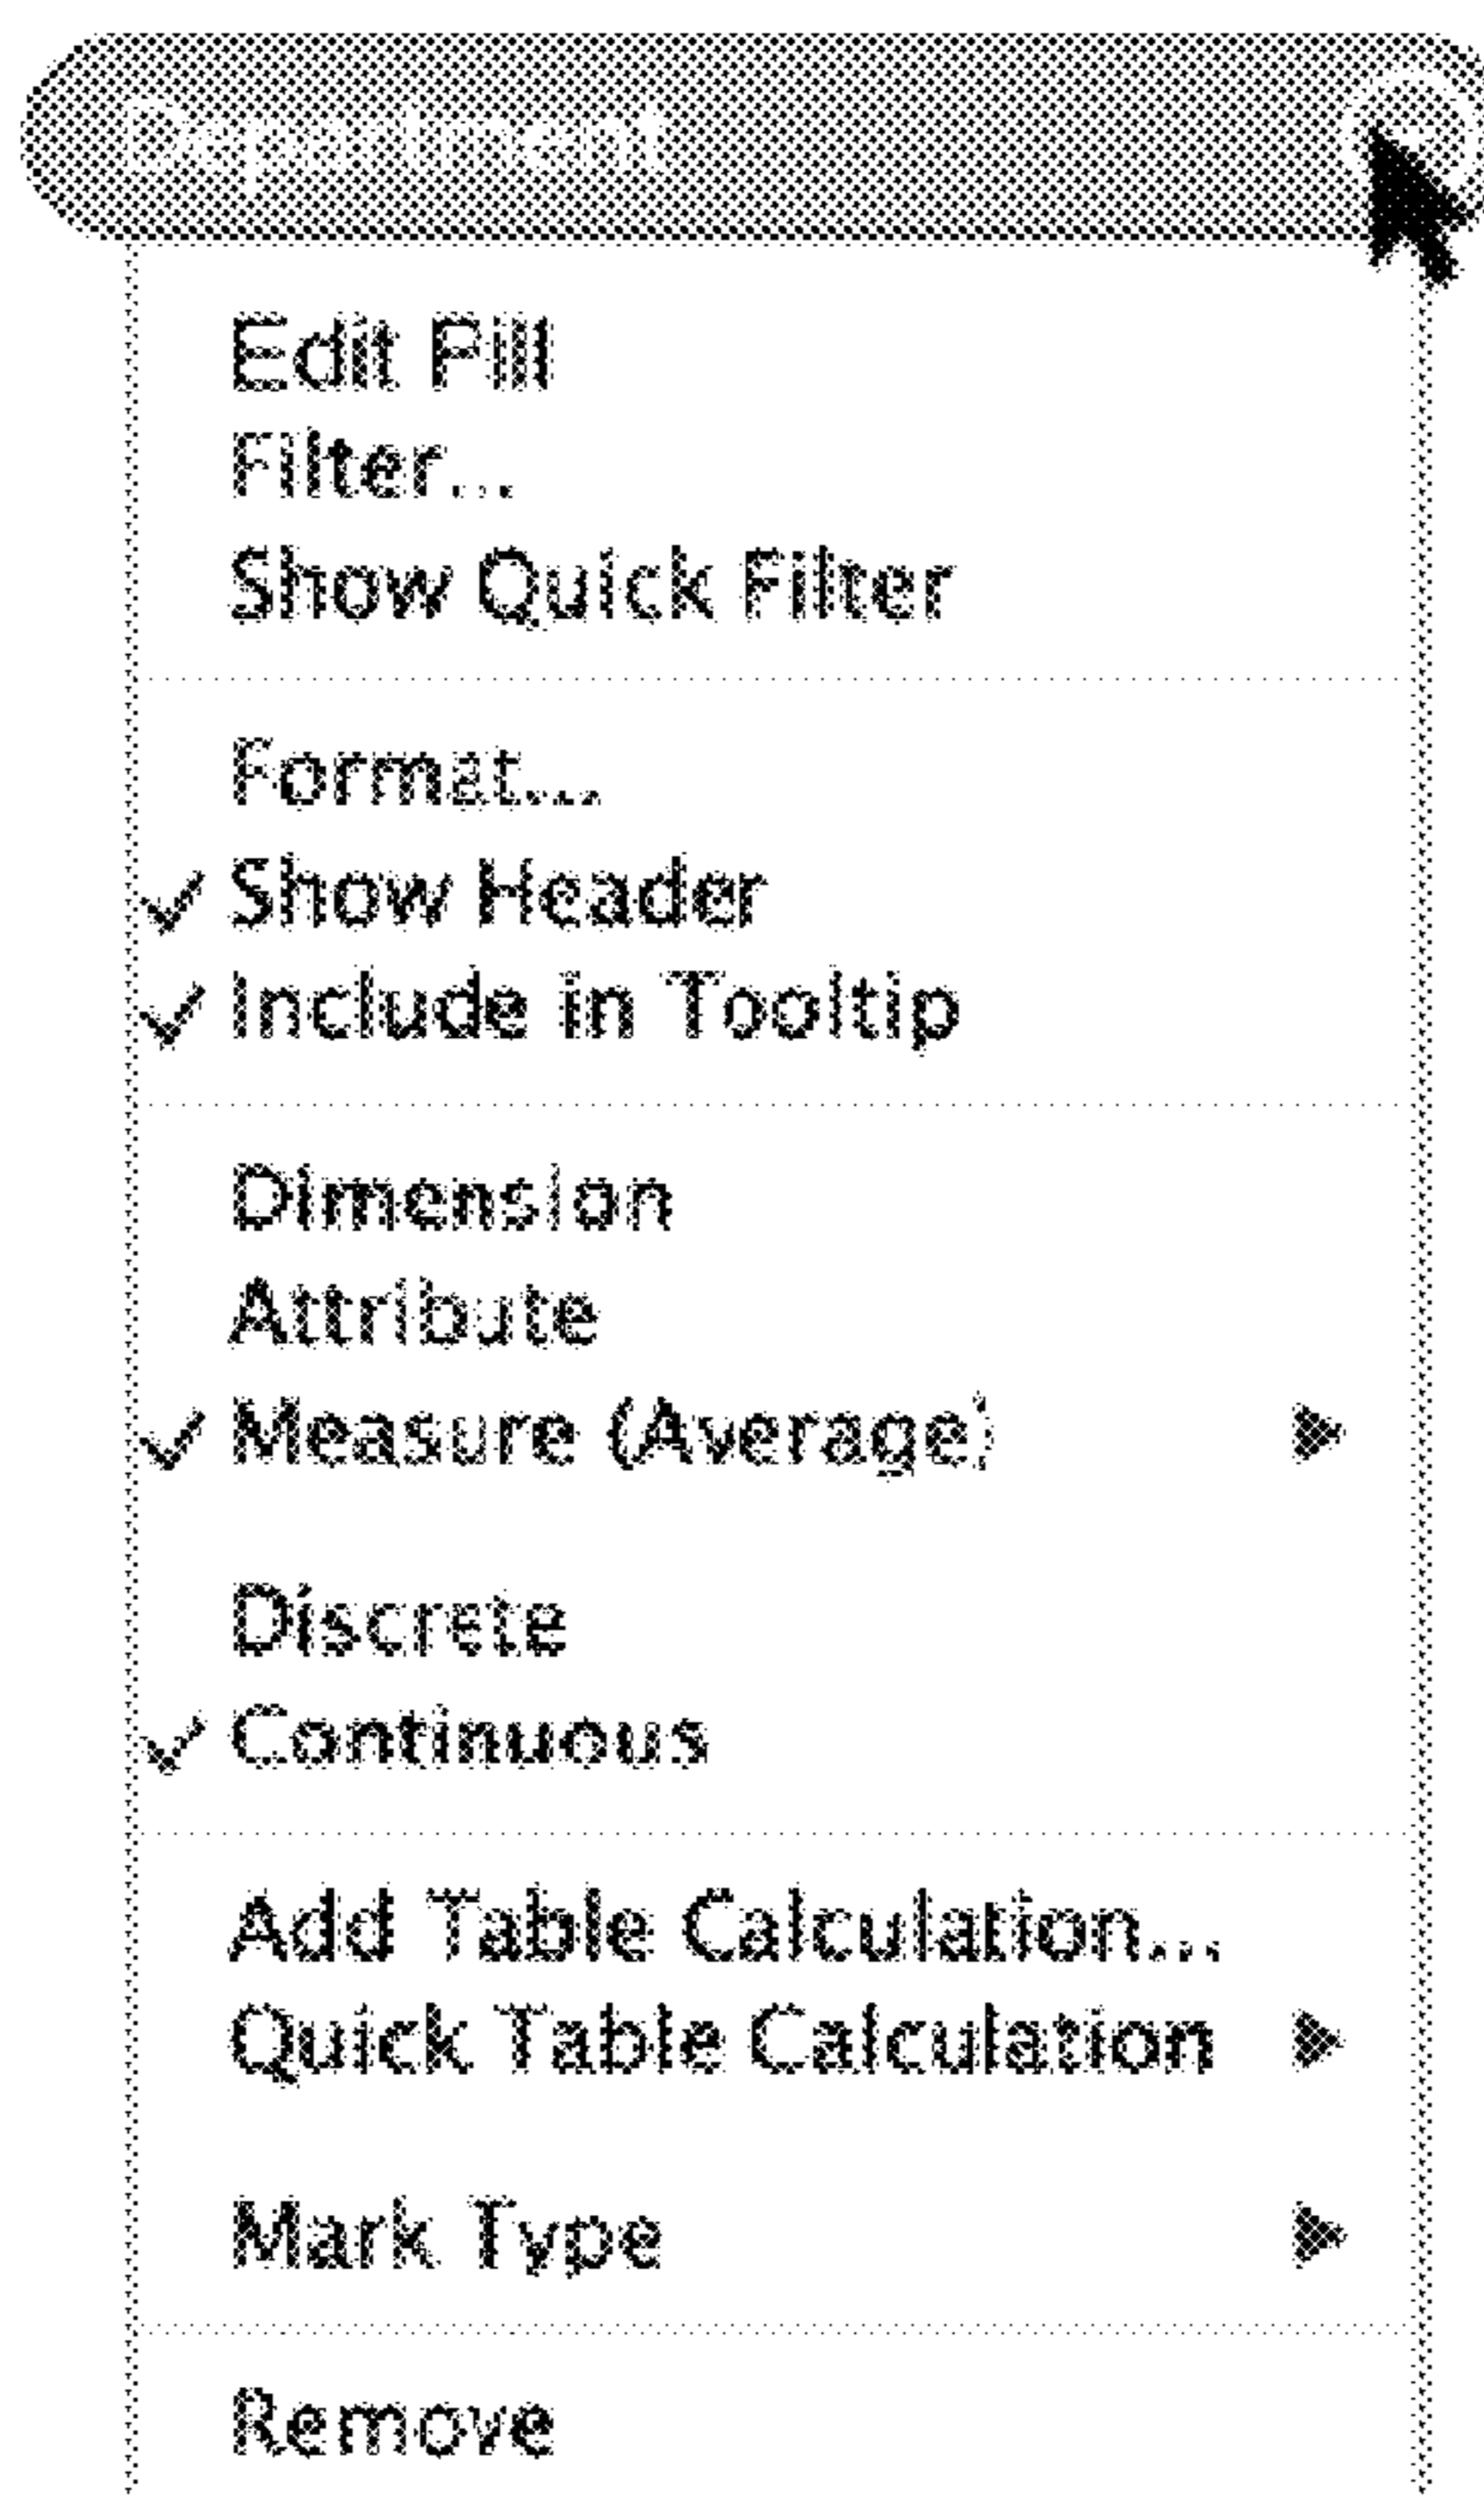 Edit Pill
Filter...
Show Quick Filter
Format...
✓ Show Header
✓ Include in Tooltip
Dimension
Attribute
✓ Measure (Average)
Discrete
✓ Continuous
Add Table Calculation...
Quick Table Calculation
Mark Type
Remove